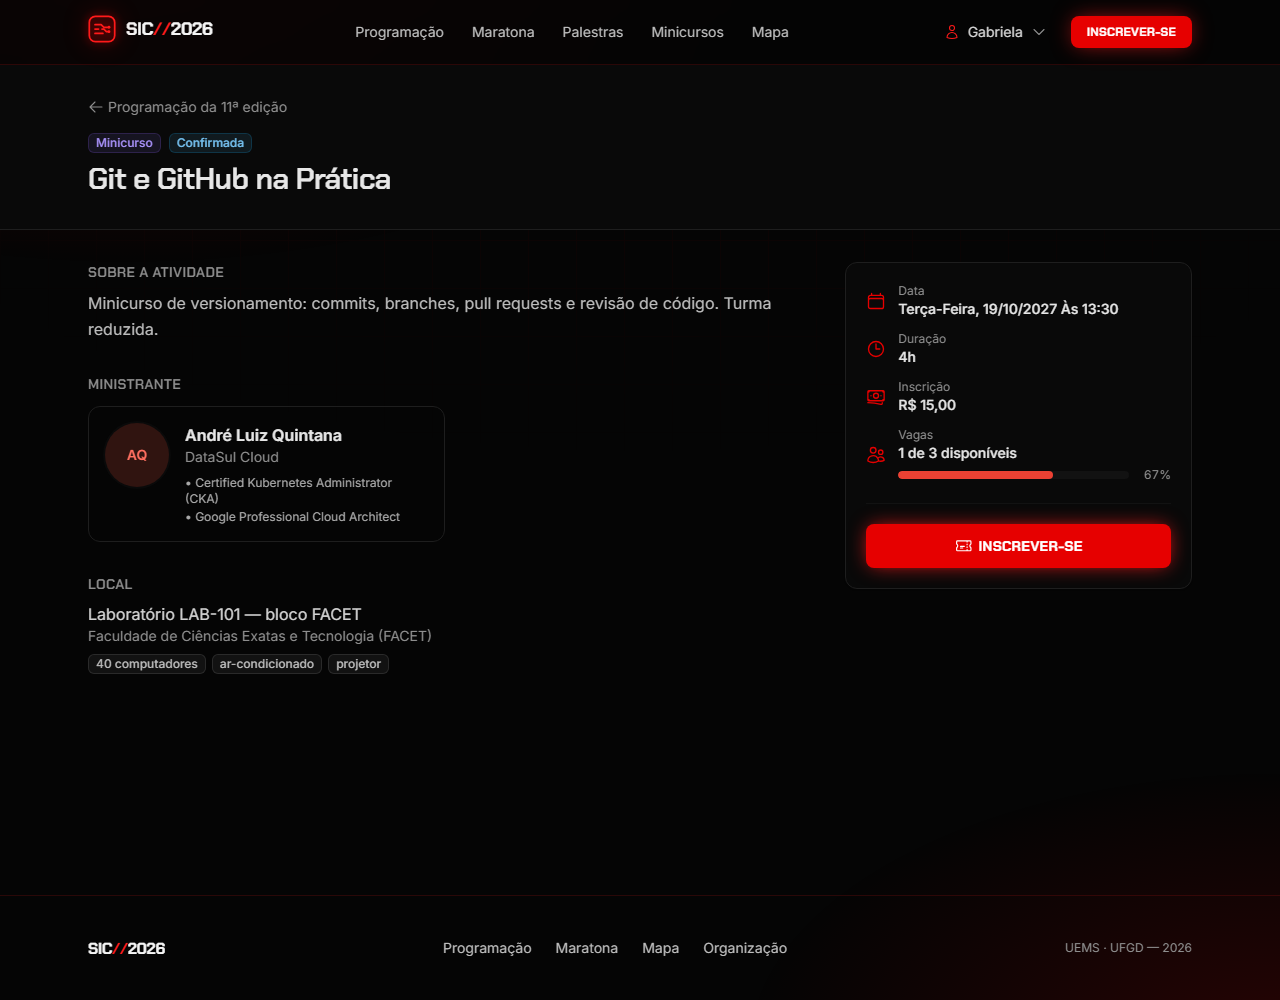 SIC//2026
Programação
Maratona
Palestras
Minicursos
Mapa
Gabriela
INSCREVER-SE
← Programação da 11ª edição
Minicurso
Confirmada
Git e GitHub na Prática
SOBRE A ATIVIDADE
Minicurso de versionamento: commits, branches, pull requests e revisão de código. Turma
reduzida.
MINISTRANTE
AQ
André Luiz Quintana
DataSul Cloud
• Certified Kubernetes Administrator
(CKA)
• Google Professional Cloud Architect
LOCAL
Laboratório LAB-101 — bloco FACET
Faculdade de Ciências Exatas e Tecnologia (FACET)
40 computadores
ar-condicionado
projetor
Data
Terça-Feira, 19/10/2027 Às 13:30
Duração
4h
Inscrição
R$ 15,00
Vagas
1 de 3 disponíveis
67%
INSCREVER-SE
SIC//2026
Programação
Maratona
Mapa
Organização
UEMS · UFGD — 2026